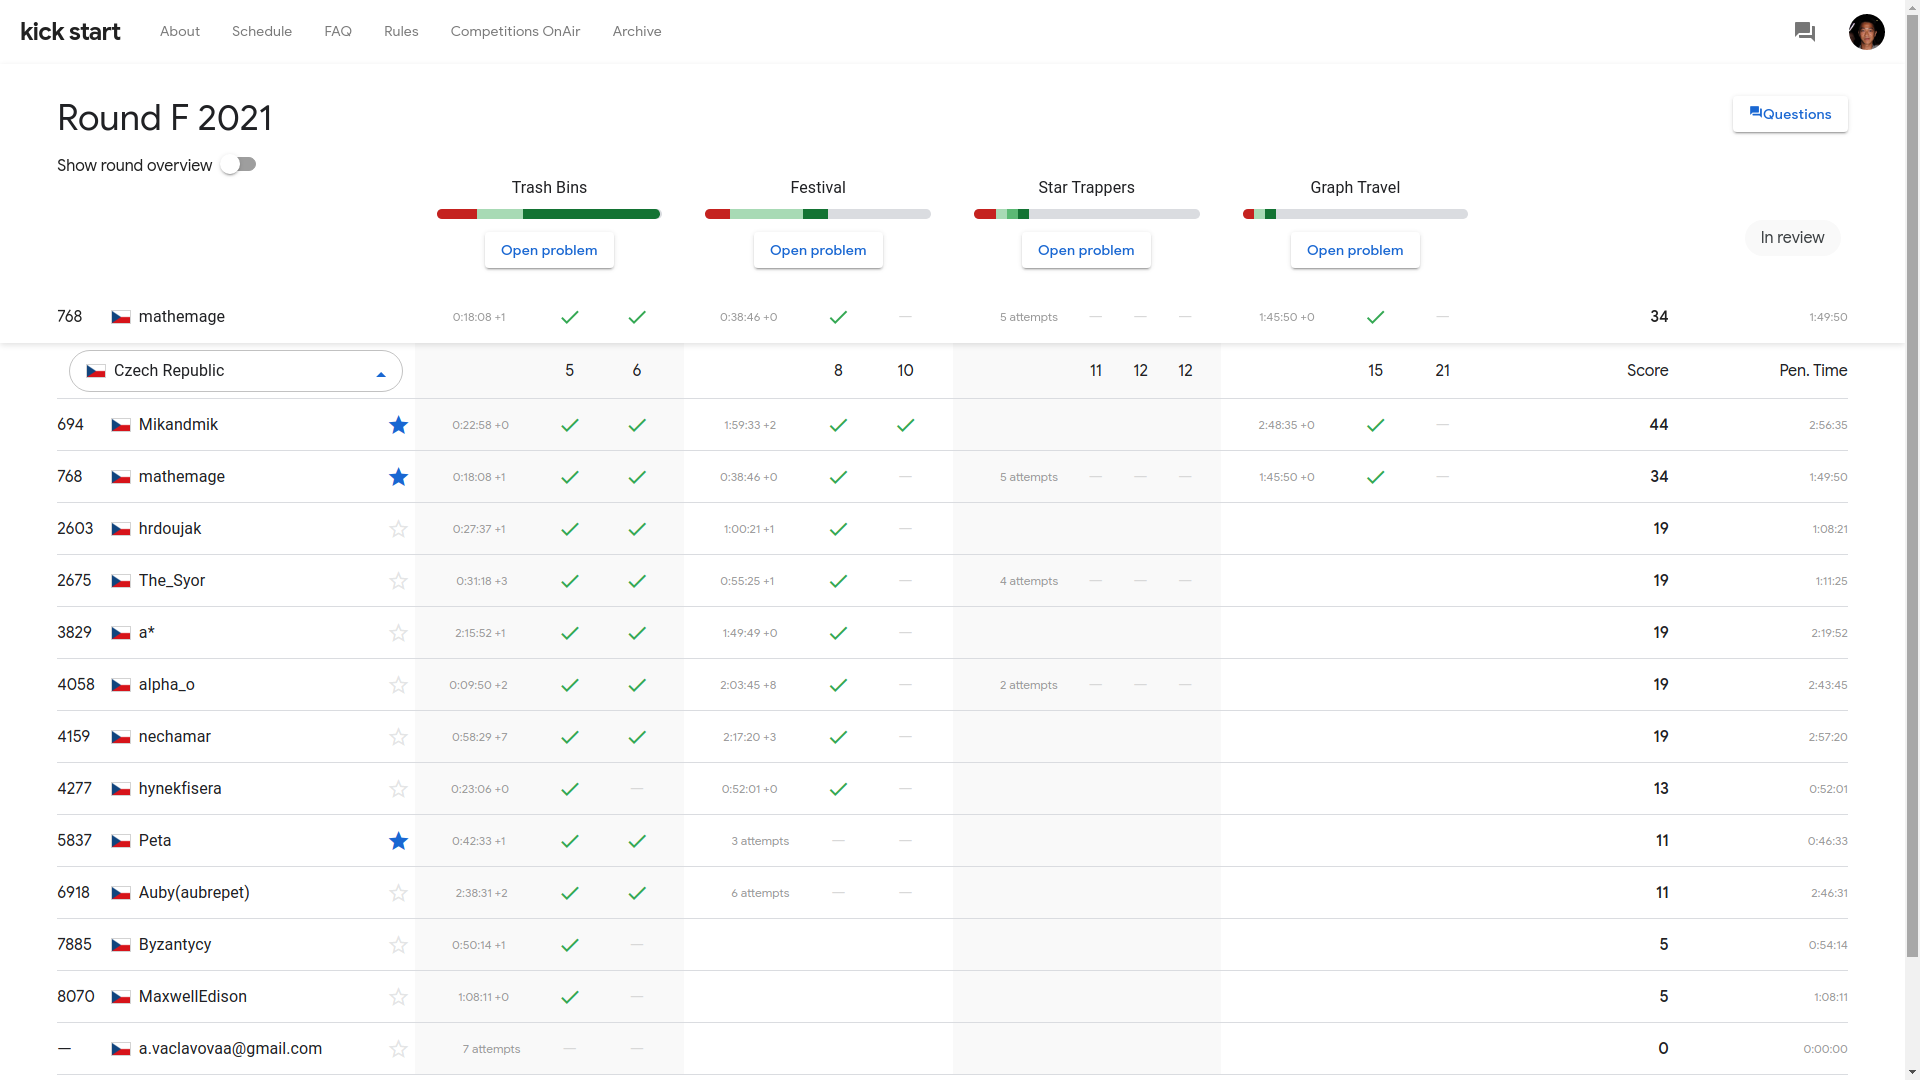 kick start About Schedule FAQ Rules Competitions OnAir Archive
Round F 2021
Questions
Show round overview
Trash Bins Festival Star Trappers Graph Travel
Open problem Open problem Open problem Open problem
In review
768 mathemage 0:18:08 +1 0:38:46 +0 5 attempts 1:45:50 +0 34 1:49:50
Czech Republic 5 6 8 10 11 12 12 15 21 Score Pen. Time
694 Mikandmik 0:22:58 +0 1:59:33 +2 2:48:35 +0 44 2:56:35
768 mathemage 0:18:08 +1 0:38:46 +0 5 attempts 1:45:50 +0 34 1:49:50
2603 hrdoujak 0:27:37 +1 1:00:21 +1 19 1:08:21
2675 The_Syor 0:31:18 +3 0:55:25 +1 4 attempts 19 1:11:25
3829 a* 2:15:52 +1 1:49:49 +0 19 2:19:52
4058 alpha_o 0:09:50 +2 2:03:45 +8 2 attempts 19 2:43:45
4159 nechamar 0:58:29 +7 2:17:20 +3 19 2:57:20
4277 hynekfisera 0:23:06 +0 0:52:01 +0 13 0:52:01
5837 Peta 0:42:33 +1 3 attempts 11 0:46:33
6918 Auby(aubrepet) 2:38:31 +2 6 attempts 11 2:46:31
7885 Byzantycy 0:50:14 +1 5 0:54:14
8070 MaxwellEdison 1:08:11 +0 5 1:08:11
— a.vaclavovaa@gmail.com 7 attempts 0 0:00:00